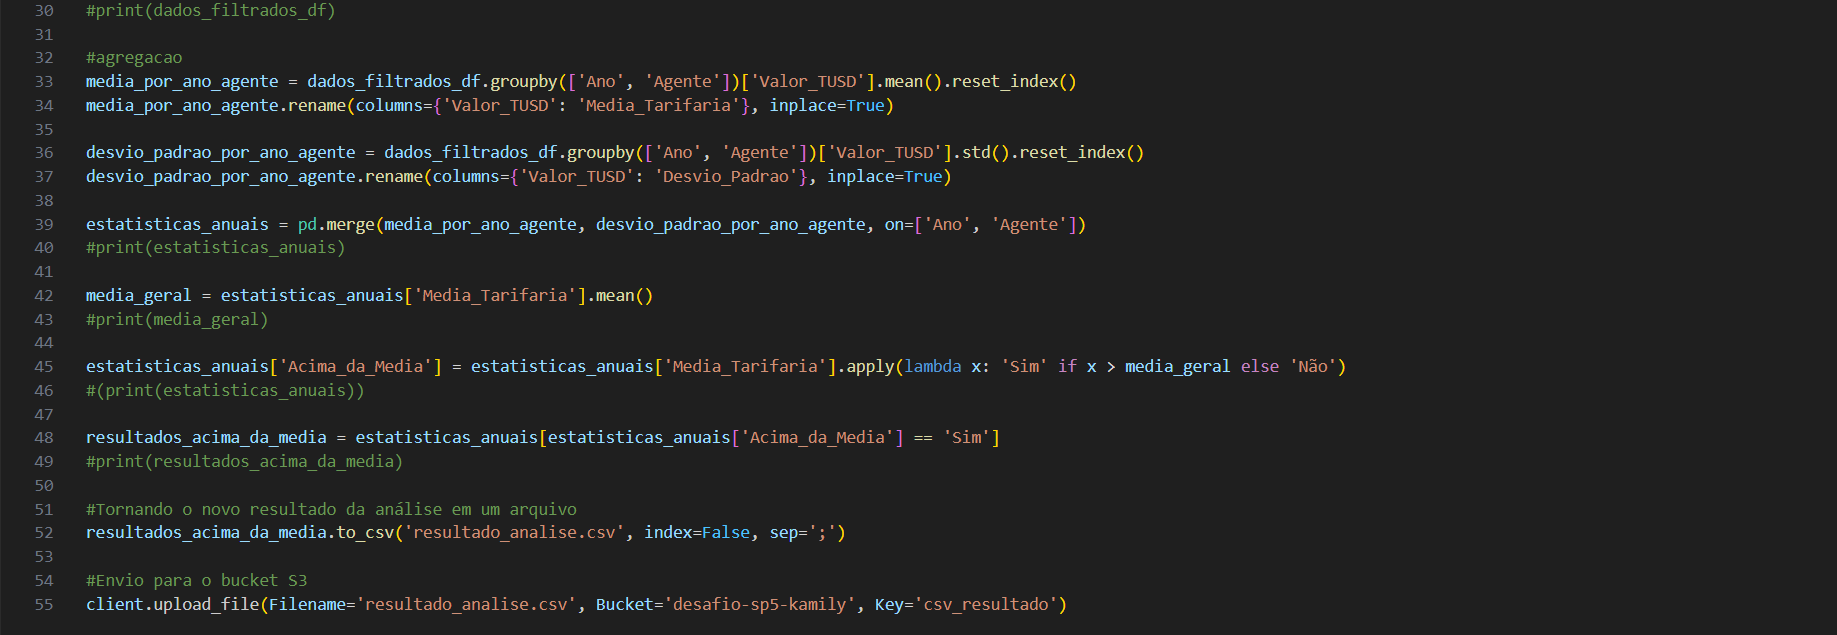 30 #print(dados_filtrados_df)
31
32 #agregacao
33 media_por_ano_agente = dados_filtrados_df.groupby(['Ano', 'Agente'])['Valor_TUSD'].mean().reset_index()
34 media_por_ano_agente.rename(columns={'Valor_TUSD': 'Media_Tarifaria'}, inplace=True)
35
36 desvio_padrao_por_ano_agente = dados_filtrados_df.groupby(['Ano', 'Agente'])['Valor_TUSD'].std().reset_index()
37 desvio_padrao_por_ano_agente.rename(columns={'Valor_TUSD': 'Desvio_Padrao'}, inplace=True)
38
39 estatisticas_anuais = pd.merge(media_por_ano_agente, desvio_padrao_por_ano_agente, on=['Ano', 'Agente'])
40 #print(estatisticas_anuais)
41
42 media_geral = estatisticas_anuais['Media_Tarifaria'].mean()
43 #print(media_geral)
44
45 estatisticas_anuais['Acima_da_Media'] = estatisticas_anuais['Media_Tarifaria'].apply(lambda x: 'Sim' if x > media_geral else 'Não')
46 #(print(estatisticas_anuais))
47
48 resultados_acima_da_media = estatisticas_anuais[estatisticas_anuais['Acima_da_Media'] == 'Sim']
49 #print(resultados_acima_da_media)
50
51 #Tornando o novo resultado da análise em um arquivo
52 resultados_acima_da_media.to_csv('resultado_analise.csv', index=False, sep=';')
53
54 #Envio para o bucket S3
55 client.upload_file(Filename='resultado_analise.csv', Bucket='desafio-sp5-kamily', Key='csv_resultado')